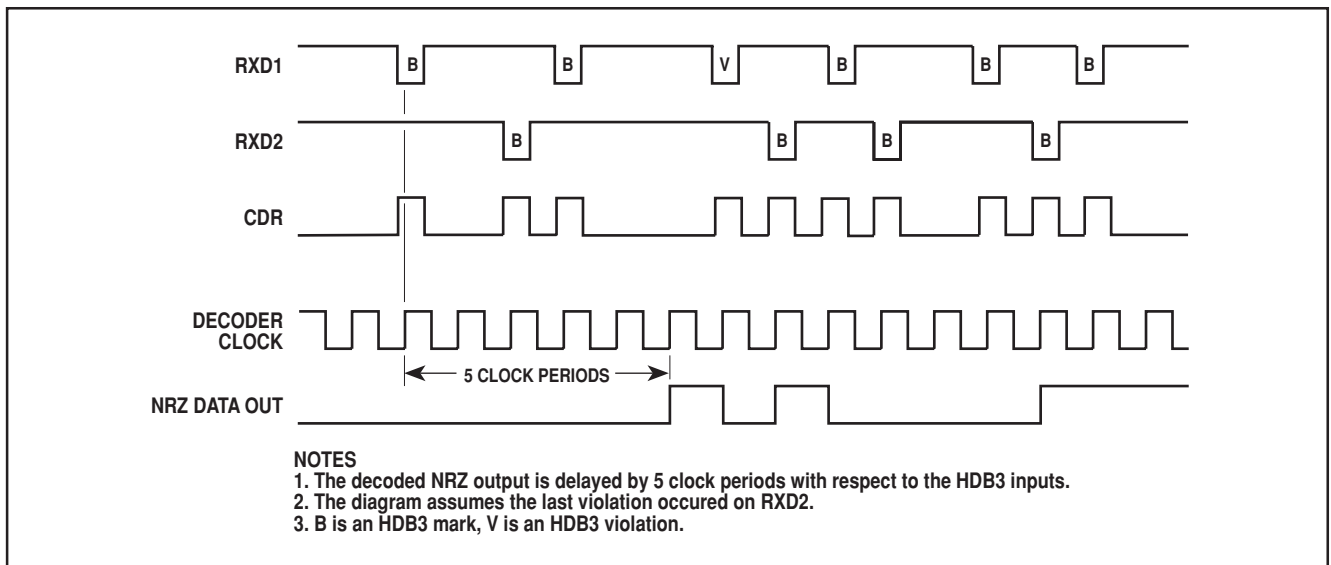 RXD1
B B V B B B
RXD2
B B B B
CDR
DECODER
CLOCK
5 CLOCK PERIODS
NRZ DATA OUT
NOTES
1. The decoded NRZ output is delayed by 5 clock periods with respect to the HDB3 inputs.
2. The diagram assumes the last violation occured on RXD2.
3. B is an HDB3 mark, V is an HDB3 violation.